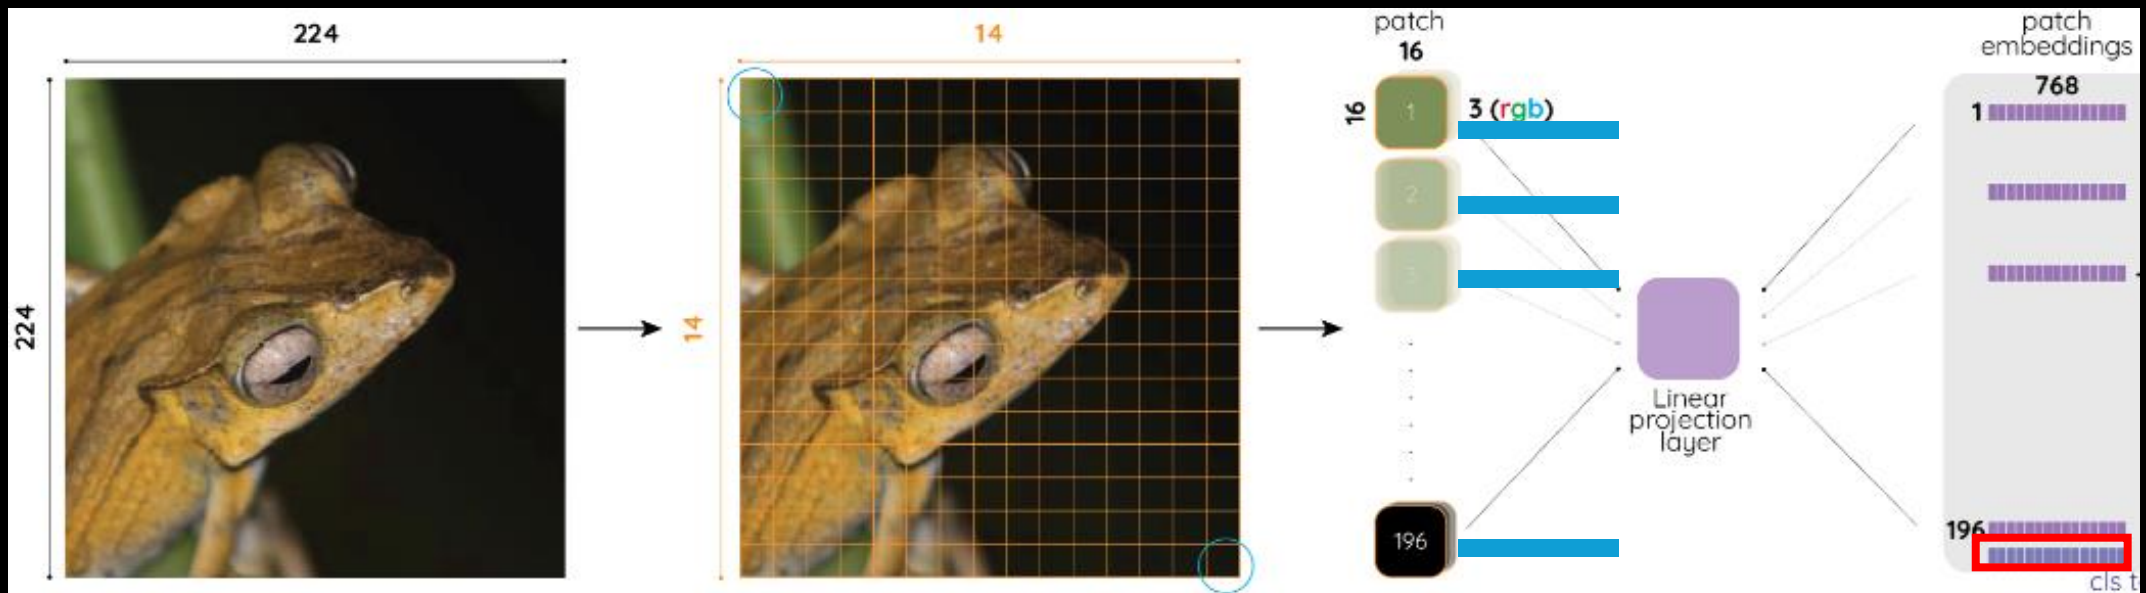 224
224
14
14
patch
16
16
3 (rgb)
1
2
3
196
Linear
projection
layer
patch
embeddings
768
1
196
cls t